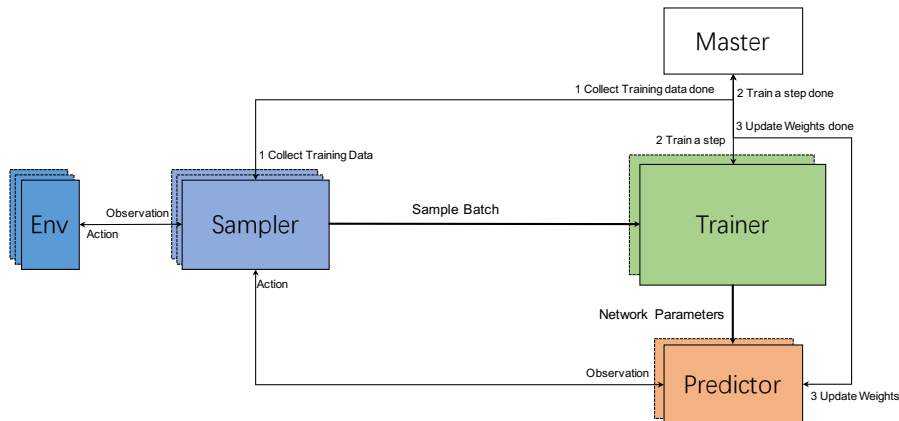 Master
1 Collect Training data done
2 Train a step done
3 Update Weights done
2 Train a step
1 Collect Training Data
Env
Observation
Action
Sampler
Sample Batch
Trainer
Action
Network Parameters
Observation
Predictor
3 Update Weights